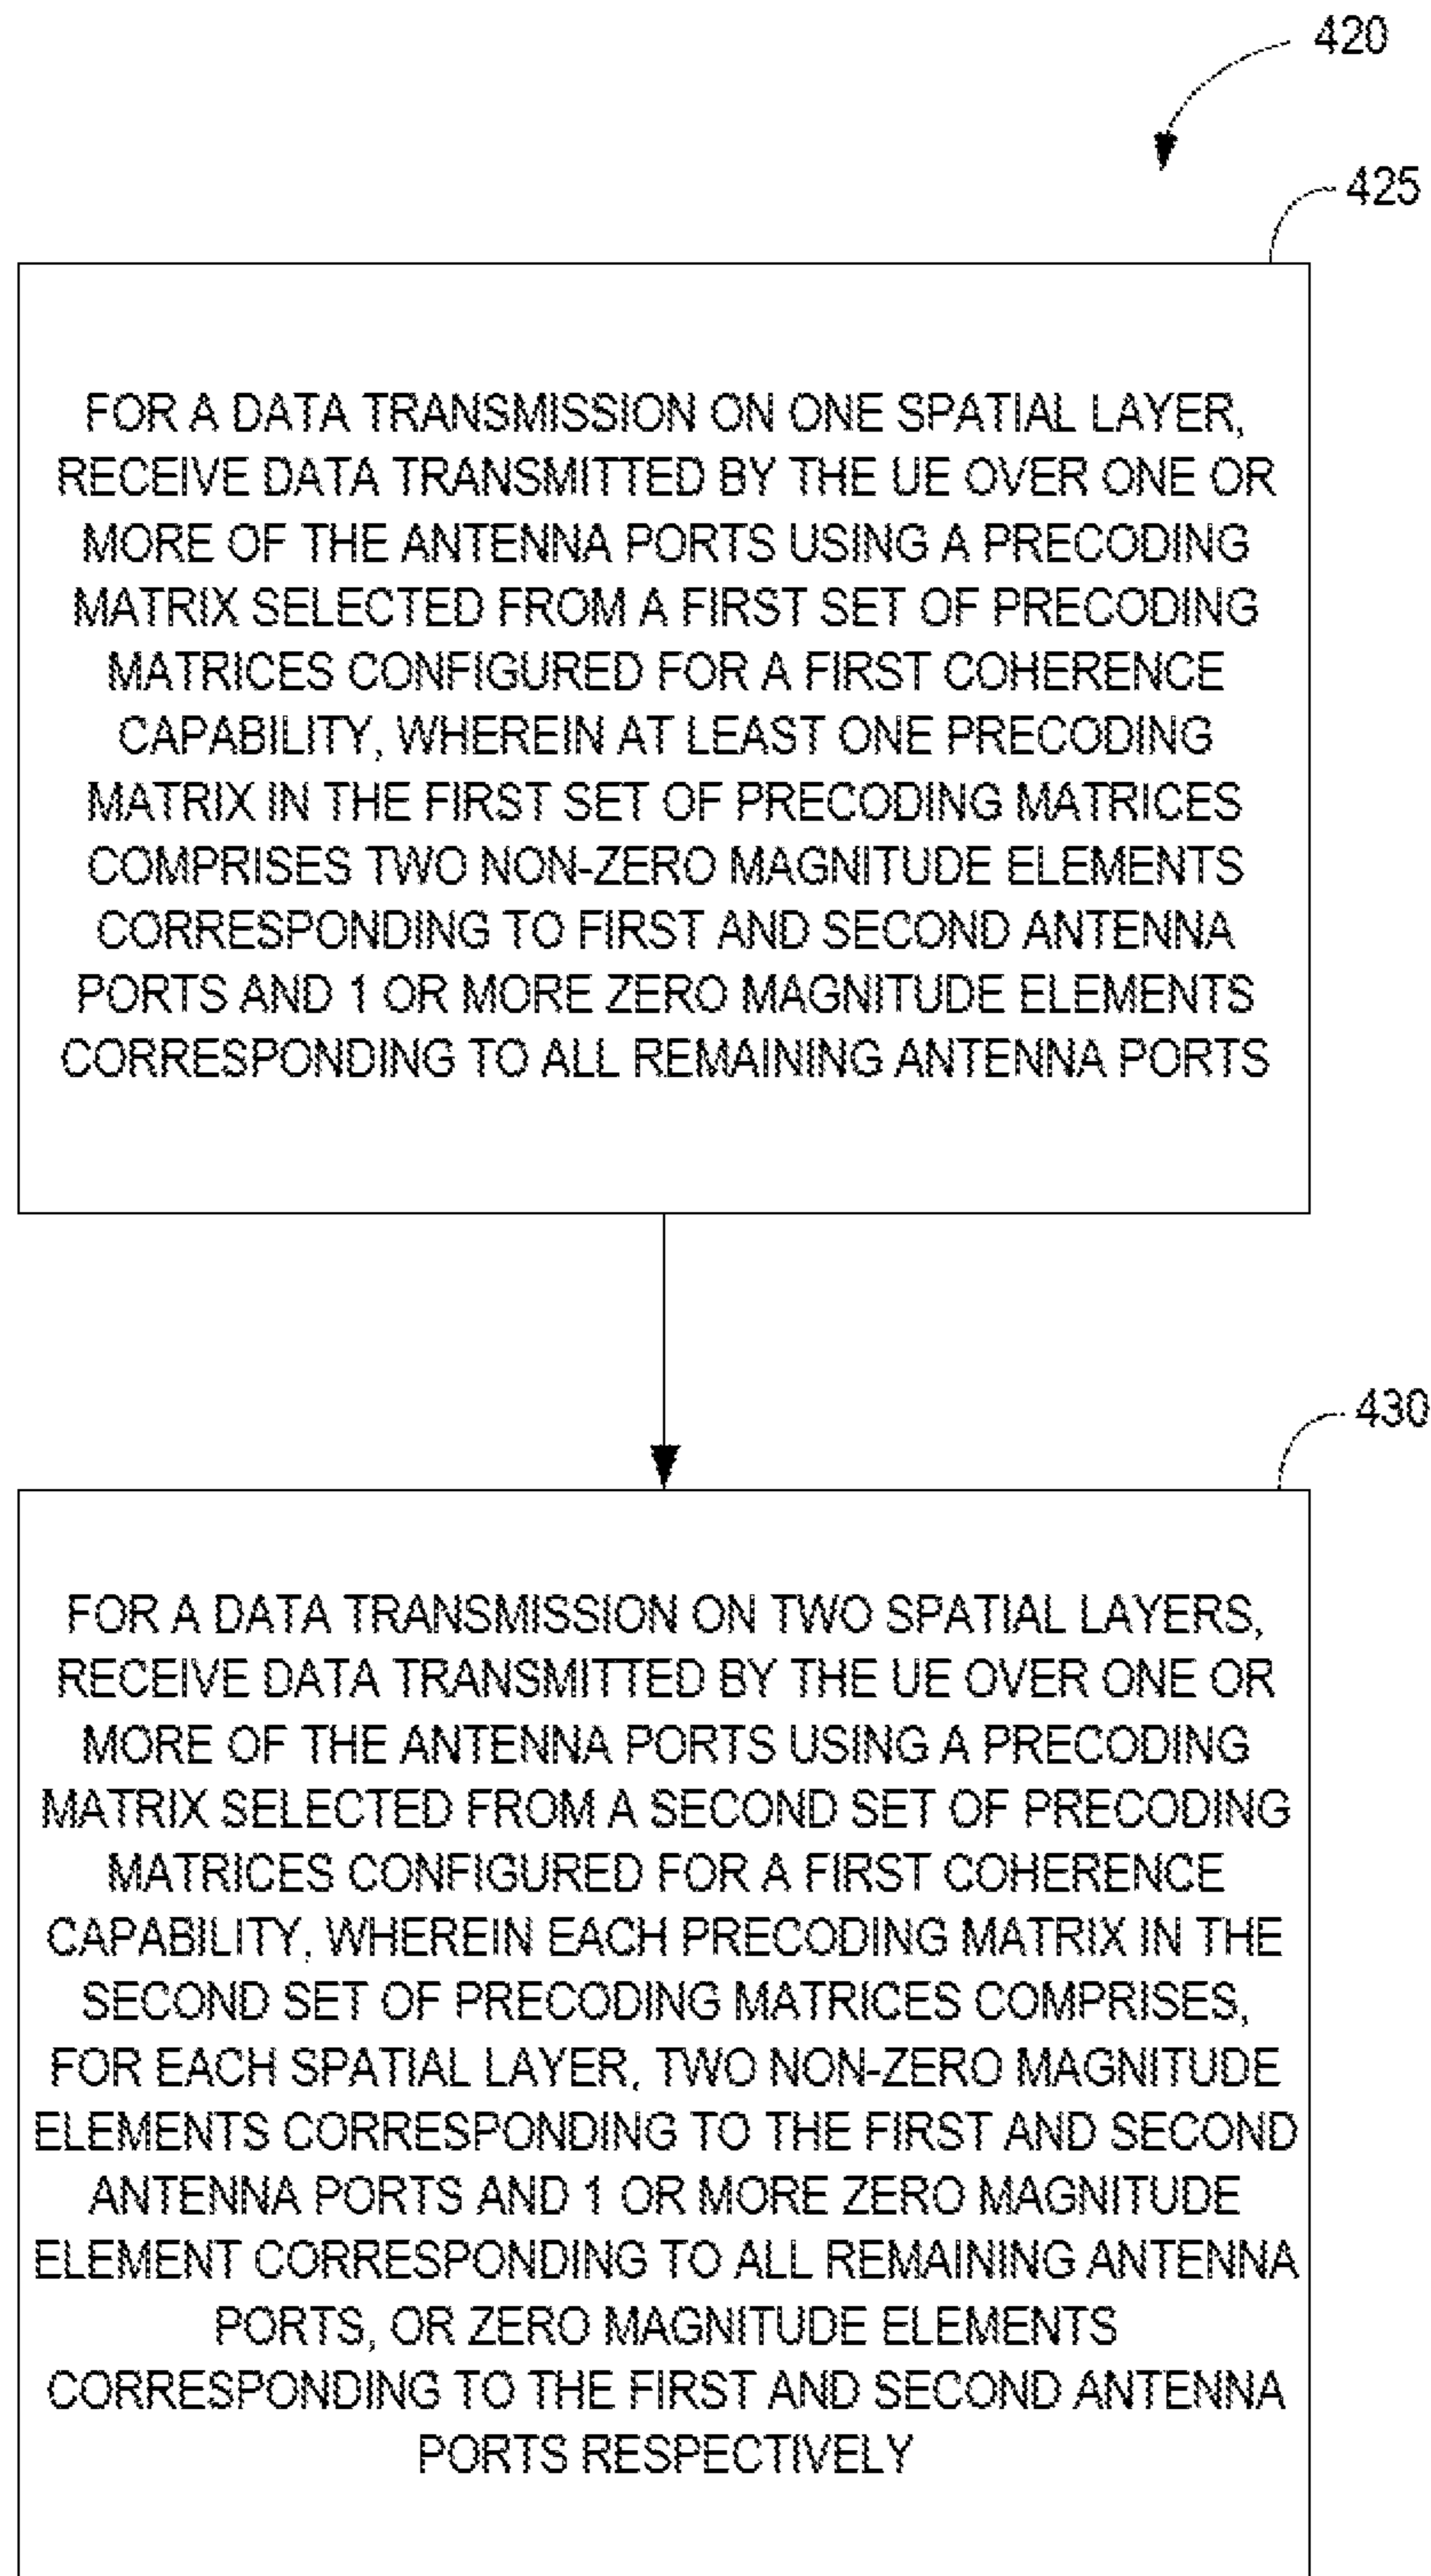 420
425
FOR A DATA TRANSMISSION ON ONE SPATIAL LAYER,
RECEIVE DATA TRANSMITTED BY THE UE OVER ONE OR
MORE OF THE ANTENNA PORTS USING A PRECODING
MATRIX SELECTED FROM A FIRST SET OF PRECODING
MATRICES CONFIGURED FOR A FIRST COHERENCE
CAPABILITY, WHEREIN AT LEAST ONE PRECODING
MATRIX IN THE FIRST SET OF PRECODING MATRICES
COMPRISES TWO NON-ZERO MAGNITUDE ELEMENTS
CORRESPONDING TO FIRST AND SECOND ANTENNA
PORTS AND 1 OR MORE ZERO MAGNITUDE ELEMENTS
CORRESPONDING TO ALL REMAINING ANTENNA PORTS
430
FOR A DATA TRANSMISSION ON TWO SPATIAL LAYERS,
RECEIVE DATA TRANSMITTED BY THE UE OVER ONE OR
MORE OF THE ANTENNA PORTS USING A PRECODING
MATRIX SELECTED FROM A SECOND SET OF PRECODING
MATRICES CONFIGURED FOR A FIRST COHERENCE
CAPABILITY, WHEREIN EACH PRECODING MATRIX IN THE
SECOND SET OF PRECODING MATRICES COMPRISES,
FOR EACH SPATIAL LAYER, TWO NON-ZERO MAGNITUDE
ELEMENTS CORRESPONDING TO THE FIRST AND SECOND
ANTENNA PORTS AND 1 OR MORE ZERO MAGNITUDE
ELEMENT CORRESPONDING TO ALL REMAINING ANTENNA
PORTS, OR ZERO MAGNITUDE ELEMENTS
CORRESPONDING TO THE FIRST AND SECOND ANTENNA
PORTS RESPECTIVELY